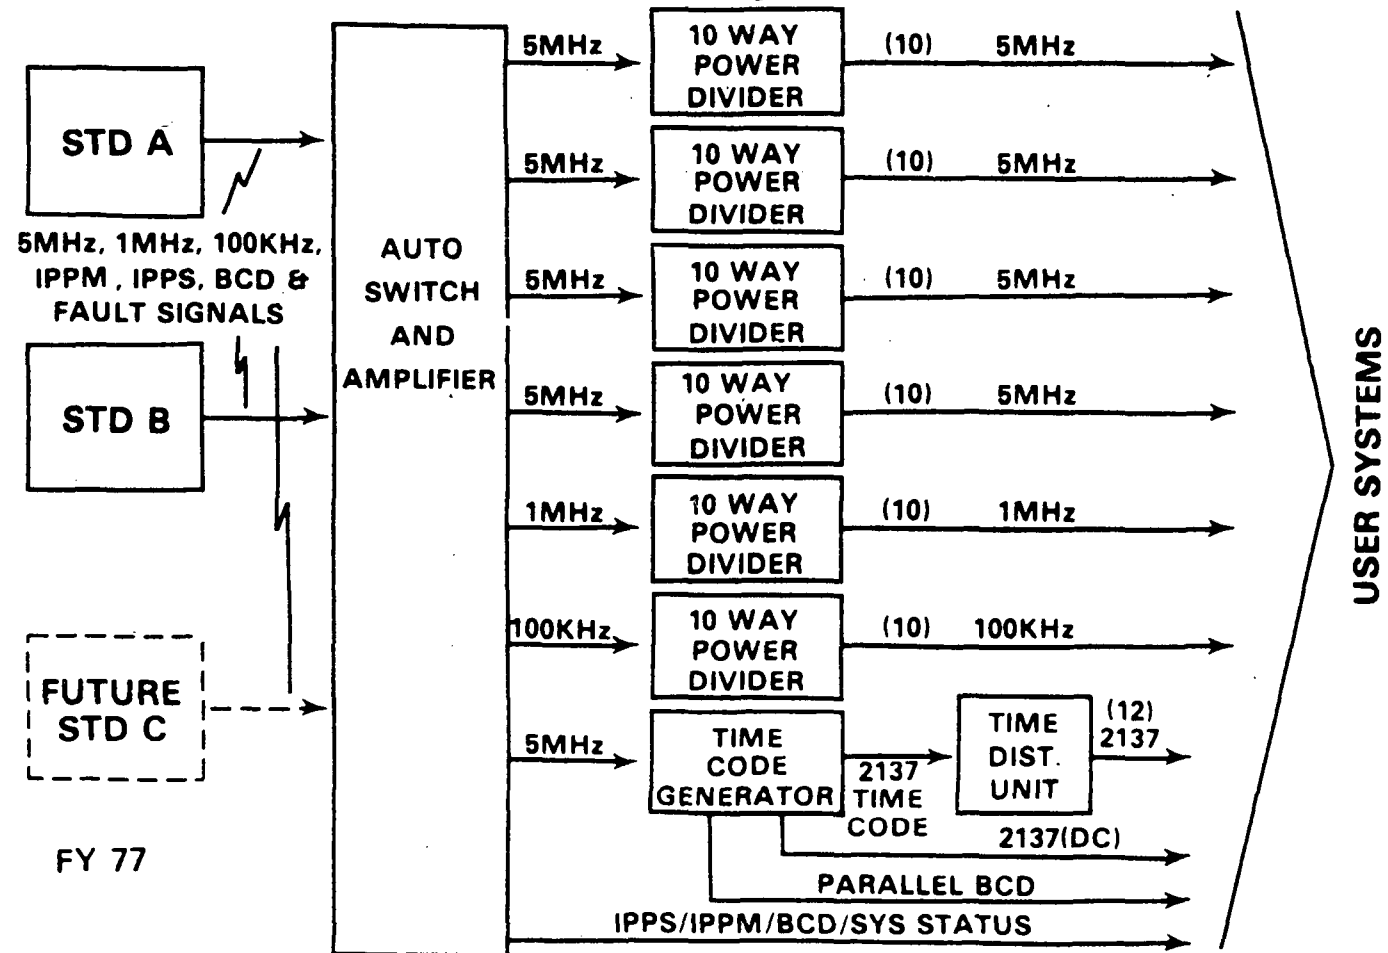 STD A
5MHz, 1MHz, 100KHz,
IPPM, IPPS, BCD &
FAULT SIGNALS
STD B
FUTURE
STD C
FY 77
AUTO
SWITCH
AND
AMPLIFIER
5MHz
10 WAY
POWER
DIVIDER
(10) 5MHz
5MHz
10 WAY
POWER
DIVIDER
(10) 5MHz
5MHz
10 WAY
POWER
DIVIDER
(10) 5MHz
5MHz
10 WAY
POWER
DIVIDER
(10) 5MHz
1MHz
10 WAY
POWER
DIVIDER
(10) 1MHz
100KHz
10 WAY
POWER
DIVIDER
(10) 100KHz
5MHz
TIME
CODE
GENERATOR
2137
TIME
CODE
TIME
DIST.
UNIT
(12)
2137
2137(DC)
PARALLEL BCD
IPPS/IPPM/BCD/SYS STATUS
USER SYSTEMS